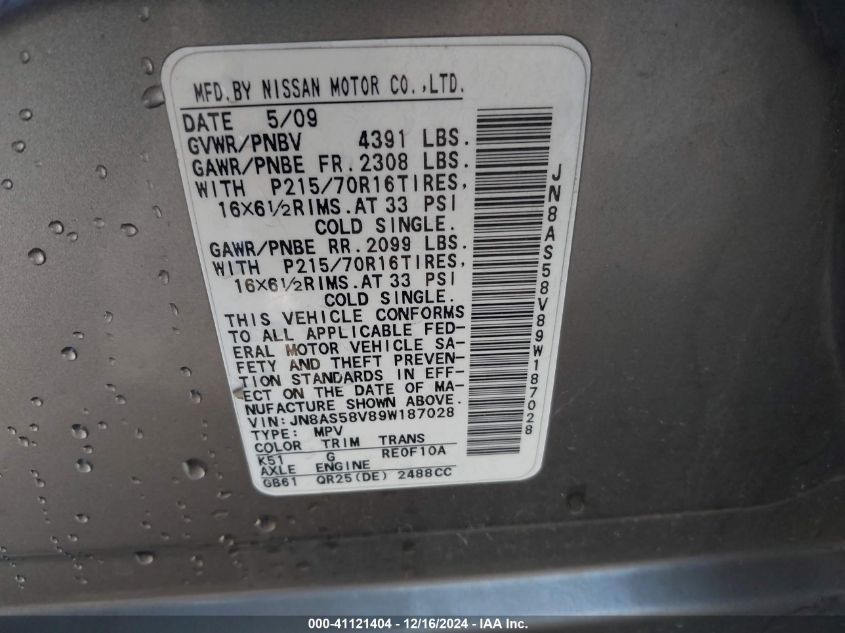 MFD.BY NISSAN MOTOR CO.,LTD.
DATE 5/09
GVWR/PNBV 4391 LBS.
GAWR/PNBE FR.2308 LBS.
WITH P215/70R16TIRES,
16X6½RIMS.AT 33 PSI
COLD SINGLE.
GAWR/PNBE RR.2099 LBS.
WITH P215/70R16TIRES,
16X6½RIMS.AT 33 PSI
COLD SINGLE.
THIS VEHICLE CONFORMS
TO ALL APPLICABLE FED-
ERAL MOTOR VEHICLE SA-
FETY AND THEFT PREVEN-
TION STANDARDS IN EFF-
ECT ON THE DATE OF MA-
NUFACTURE SHOWN ABOVE.
VIN:JN8AS58V89W187028
TYPE: MPV
COLOR TRIM TRANS
K51 G RE0F10A
AXLE ENGINE
GB61 QR25(DE) 2488CC
JN8AS58V89W187028
000-41121404 - 12/16/2024 - IAA Inc.